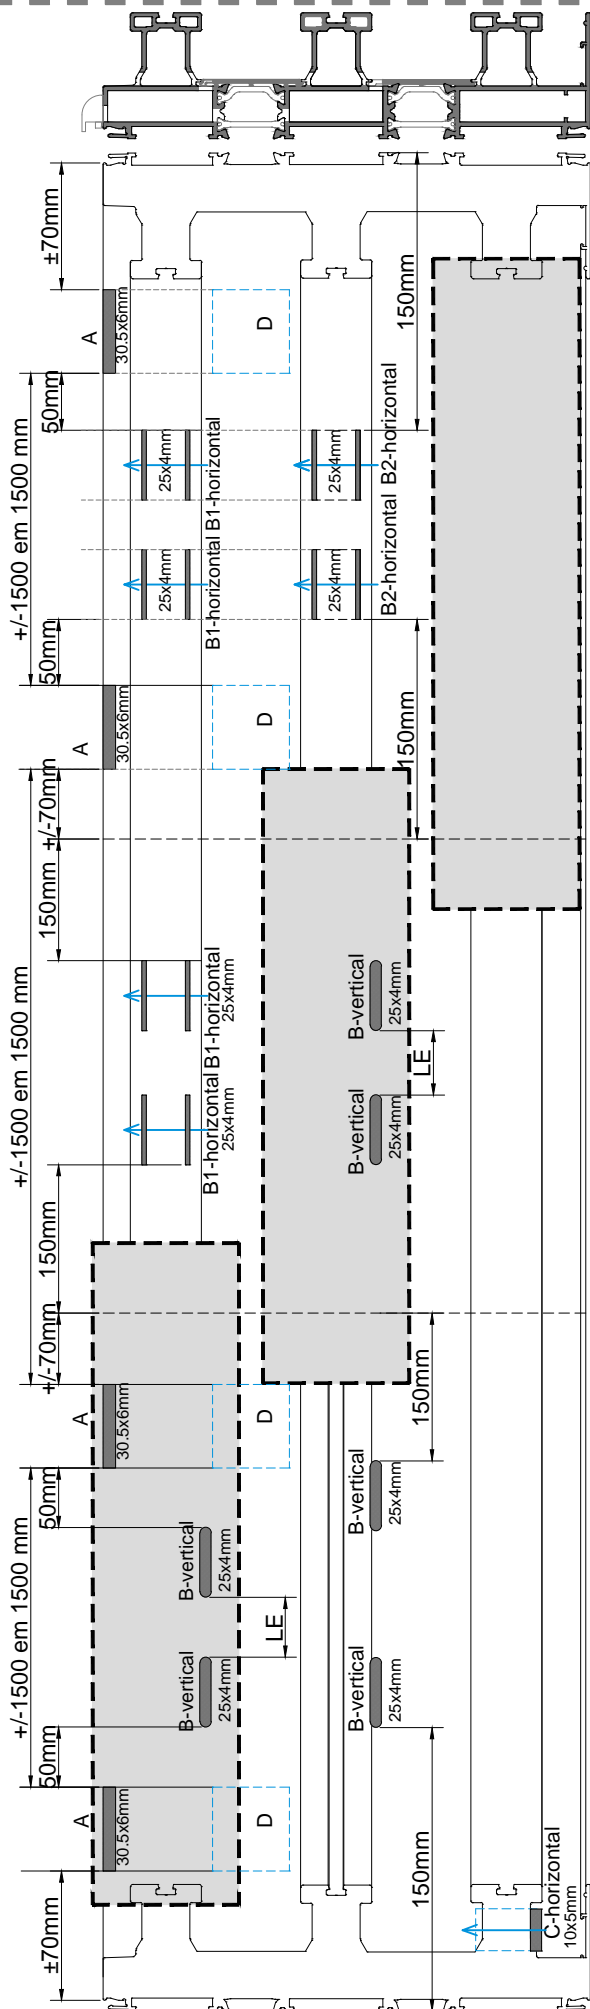 ±70mm
150mm
A
30.5x6mm
D
50mm
+/-1500 em 1500 mm
25x4mm
B1-horizontal
25x4mm
B2-horizontal
25x4mm
B1-horizontal
25x4mm
B2-horizontal
50mm
150mm
A
30.5x6mm
D
+/-70mm
150mm
+/-1500 em 1500 mm
B1-horizontal
25x4mm
B-vertical
25x4mm
LE
B1-horizontal
25x4mm
B-vertical
25x4mm
150mm
+/-70mm
150mm
A
30.5x6mm
D
50mm
B-vertical
25x4mm
+/-1500 em 1500 mm
B-vertical
25x4mm
LE
B-vertical
25x4mm
B-vertical
25x4mm
50mm
A
30.5x6mm
D
150mm
±70mm
C-horizontal
10x5mm